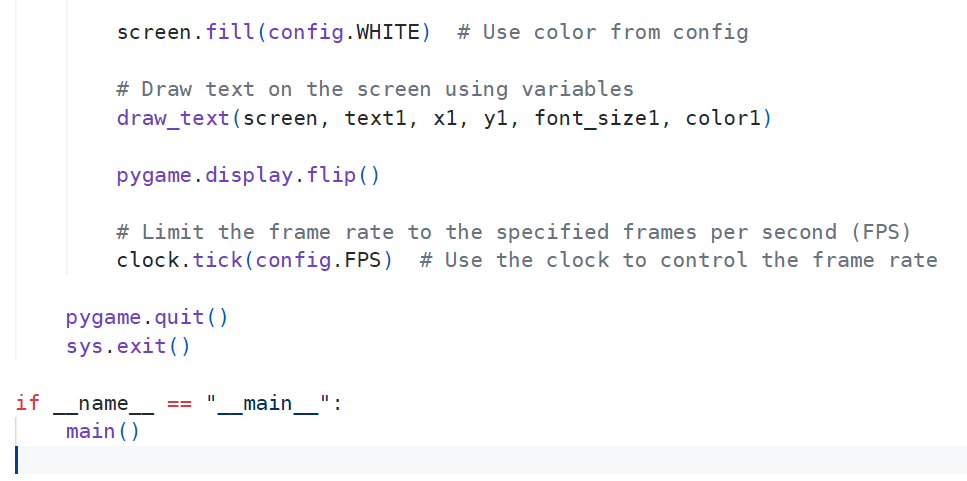 screen.fill(config.WHITE)  # Use color from config
# Draw text on the screen using variables
draw_text(screen, text1, x1, y1, font_size1, color1)
pygame.display.flip()
# Limit the frame rate to the specified frames per second (FPS)
clock.tick(config.FPS)  # Use the clock to control the frame rate
pygame.quit()
sys.exit()
if __name__ == "__main__":
main()